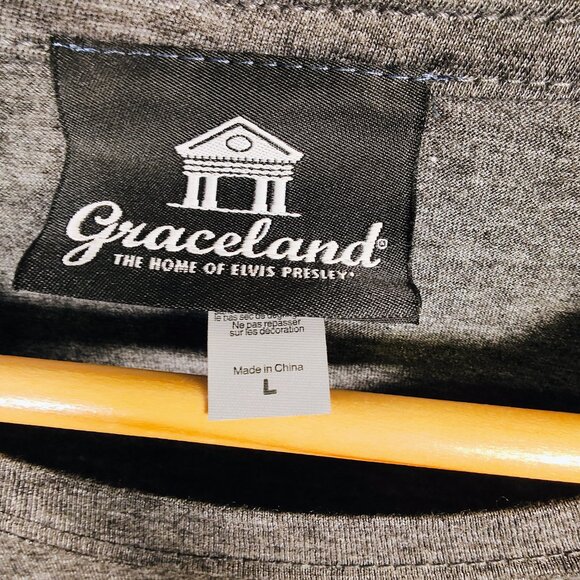 Graceland®
THE HOME OF ELVIS PRESLEY
Ne pas repasser
sur les décoration
Made in China
L